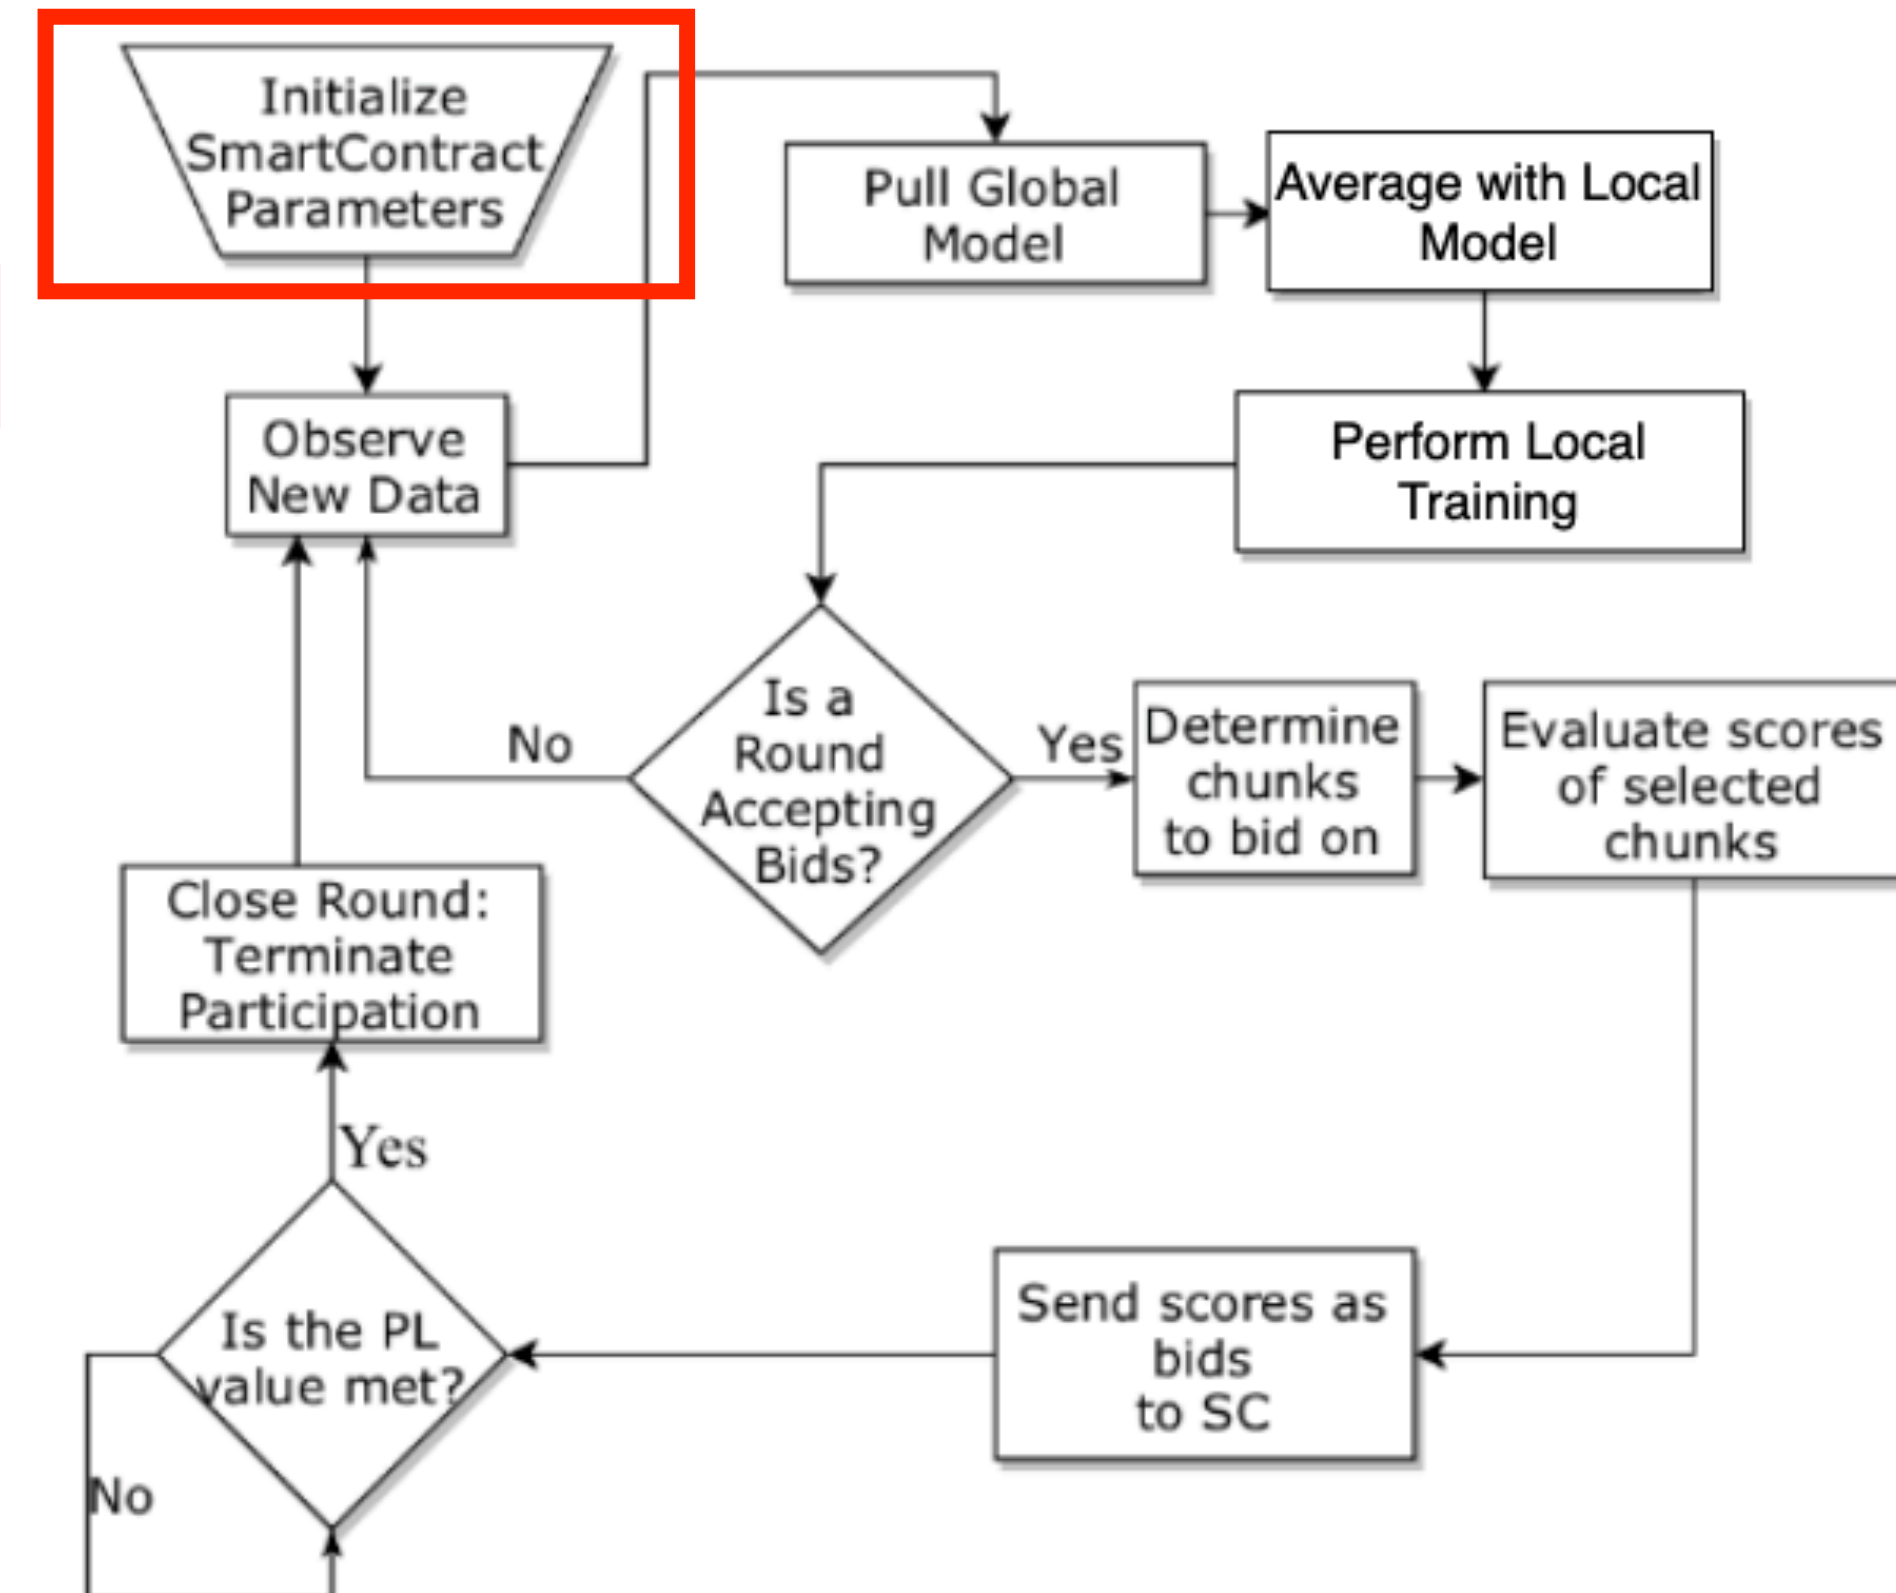 Initialize
SmartContract
Parameters
Pull Global
Model
Average with Local
Model
Observe
New Data
Perform Local
Training
Is a
Round
Accepting
Bids?
No
Yes
Determine
chunks
to bid on
Evaluate scores
of selected
chunks
Close Round:
Terminate
Participation
Yes
Is the PL
value met?
No
Send scores as
bids
to SC